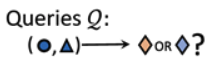 Queries Q:
( , ) OR ?